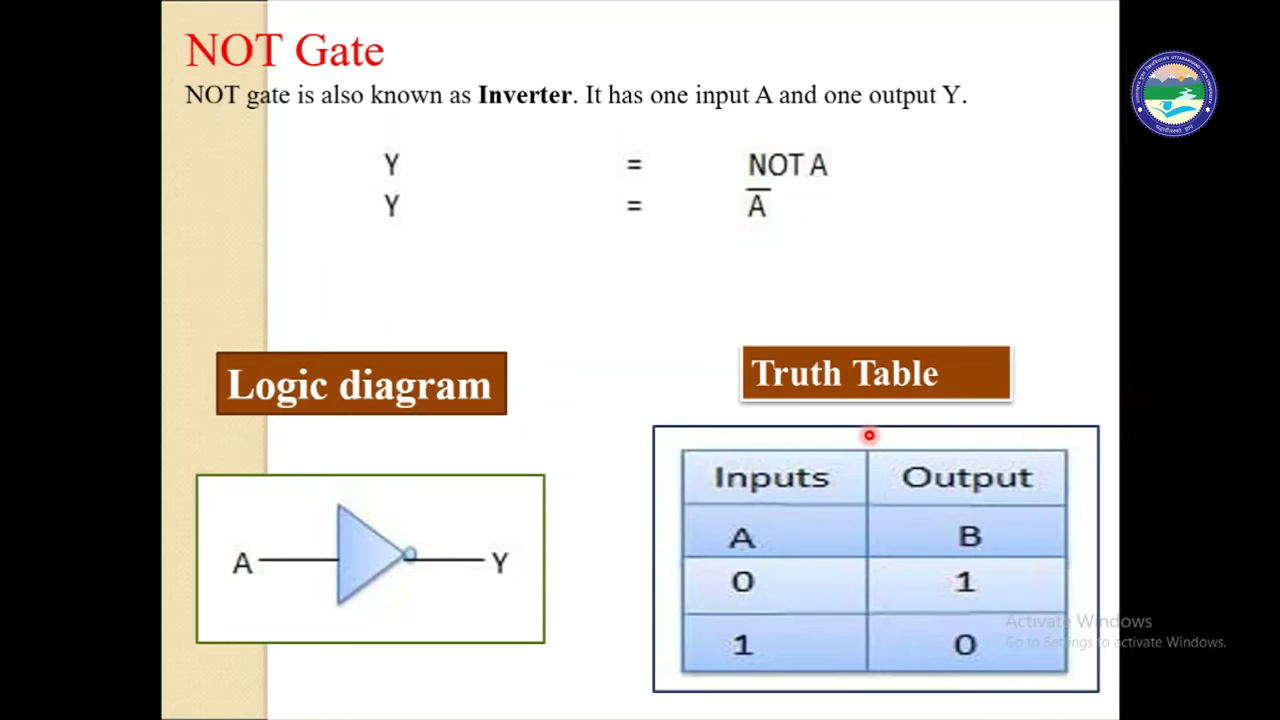 NOT Gate
NOT gate is also known as Inverter. It has one input A and one output Y.
Y = NOT A
Y = A̅
Logic diagram
Truth Table
A Y
Inputs Output
A B
0 1
1 0
Activate Windows
Go to Settings to activate Windows.